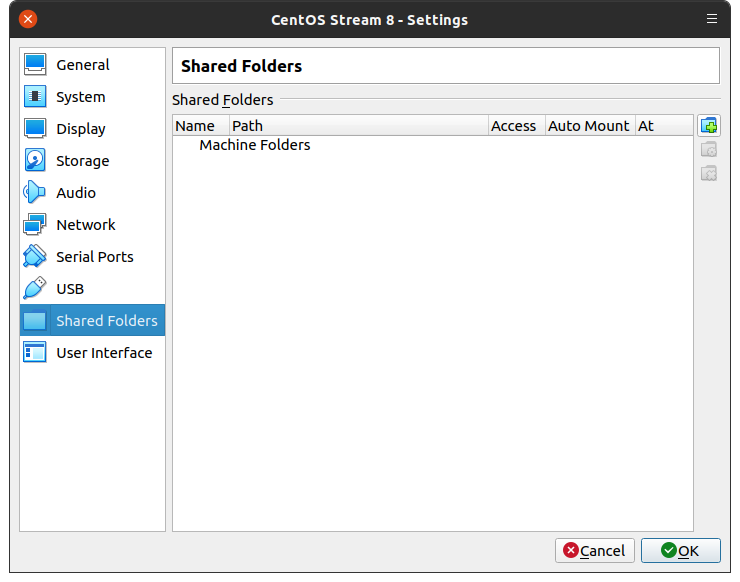 CentOS Stream 8 - Settings
General
System
Display
Storage
Audio
Network
Serial Ports
USB
Shared Folders
User Interface
Shared Folders
Shared Folders
Name Path Access Auto Mount At
Machine Folders
Cancel OK